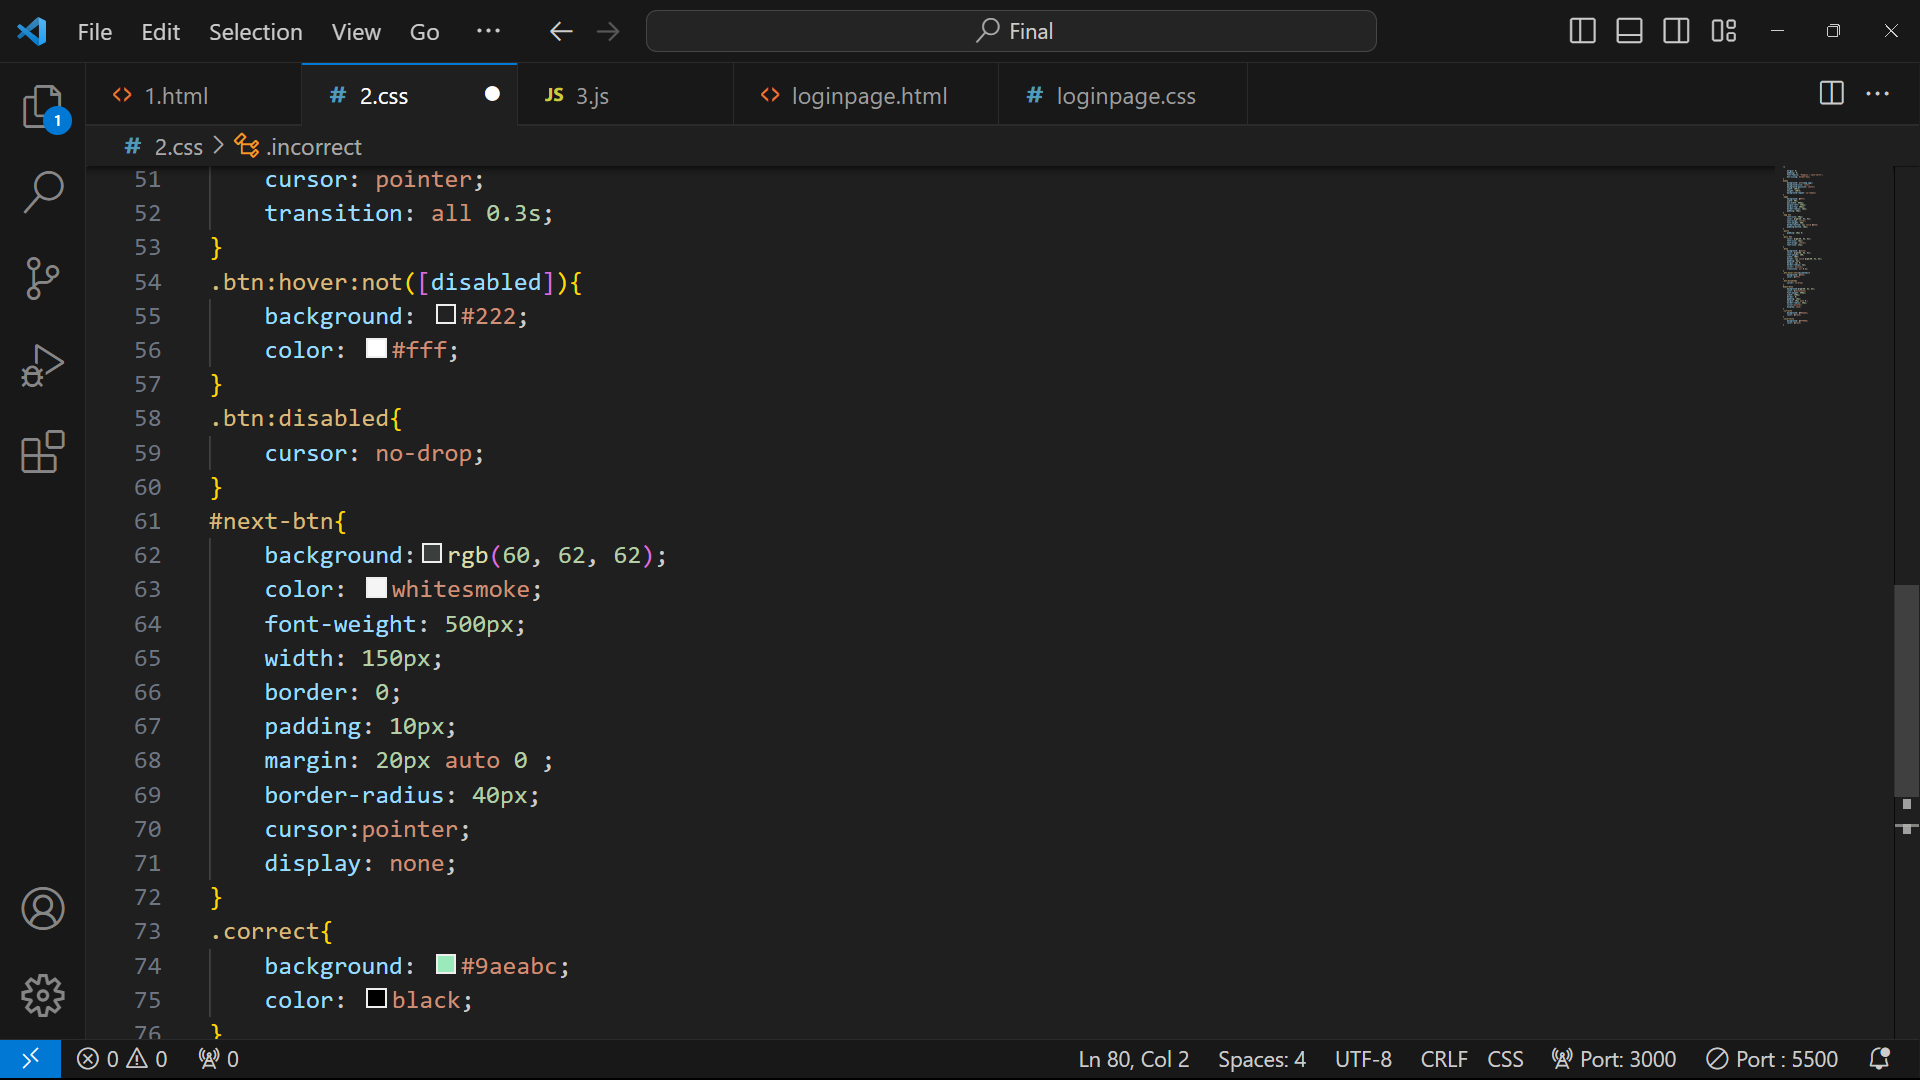 File Edit Selection View Go ··· Final
1.html # 2.css JS 3.js loginpage.html # loginpage.css
1
# 2.css > .incorrect
51 cursor: pointer;
52 transition: all 0.3s;
53 }
54 .btn:hover:not([disabled]){
55 background: #222;
56 color: #fff;
57 }
58 .btn:disabled{
59 cursor: no-drop;
60 }
61 #next-btn{
62 background: rgb(60, 62, 62);
63 color: whitesmoke;
64 font-weight: 500px;
65 width: 150px;
66 border: 0;
67 padding: 10px;
68 margin: 20px auto 0 ;
69 border-radius: 40px;
70 cursor:pointer;
71 display: none;
72 }
73 .correct{
74 background: #9aeabc;
75 color: black;
76 }
0 0 0 Ln 80, Col 2 Spaces: 4 UTF-8 CRLF CSS Port: 3000 Port : 5500